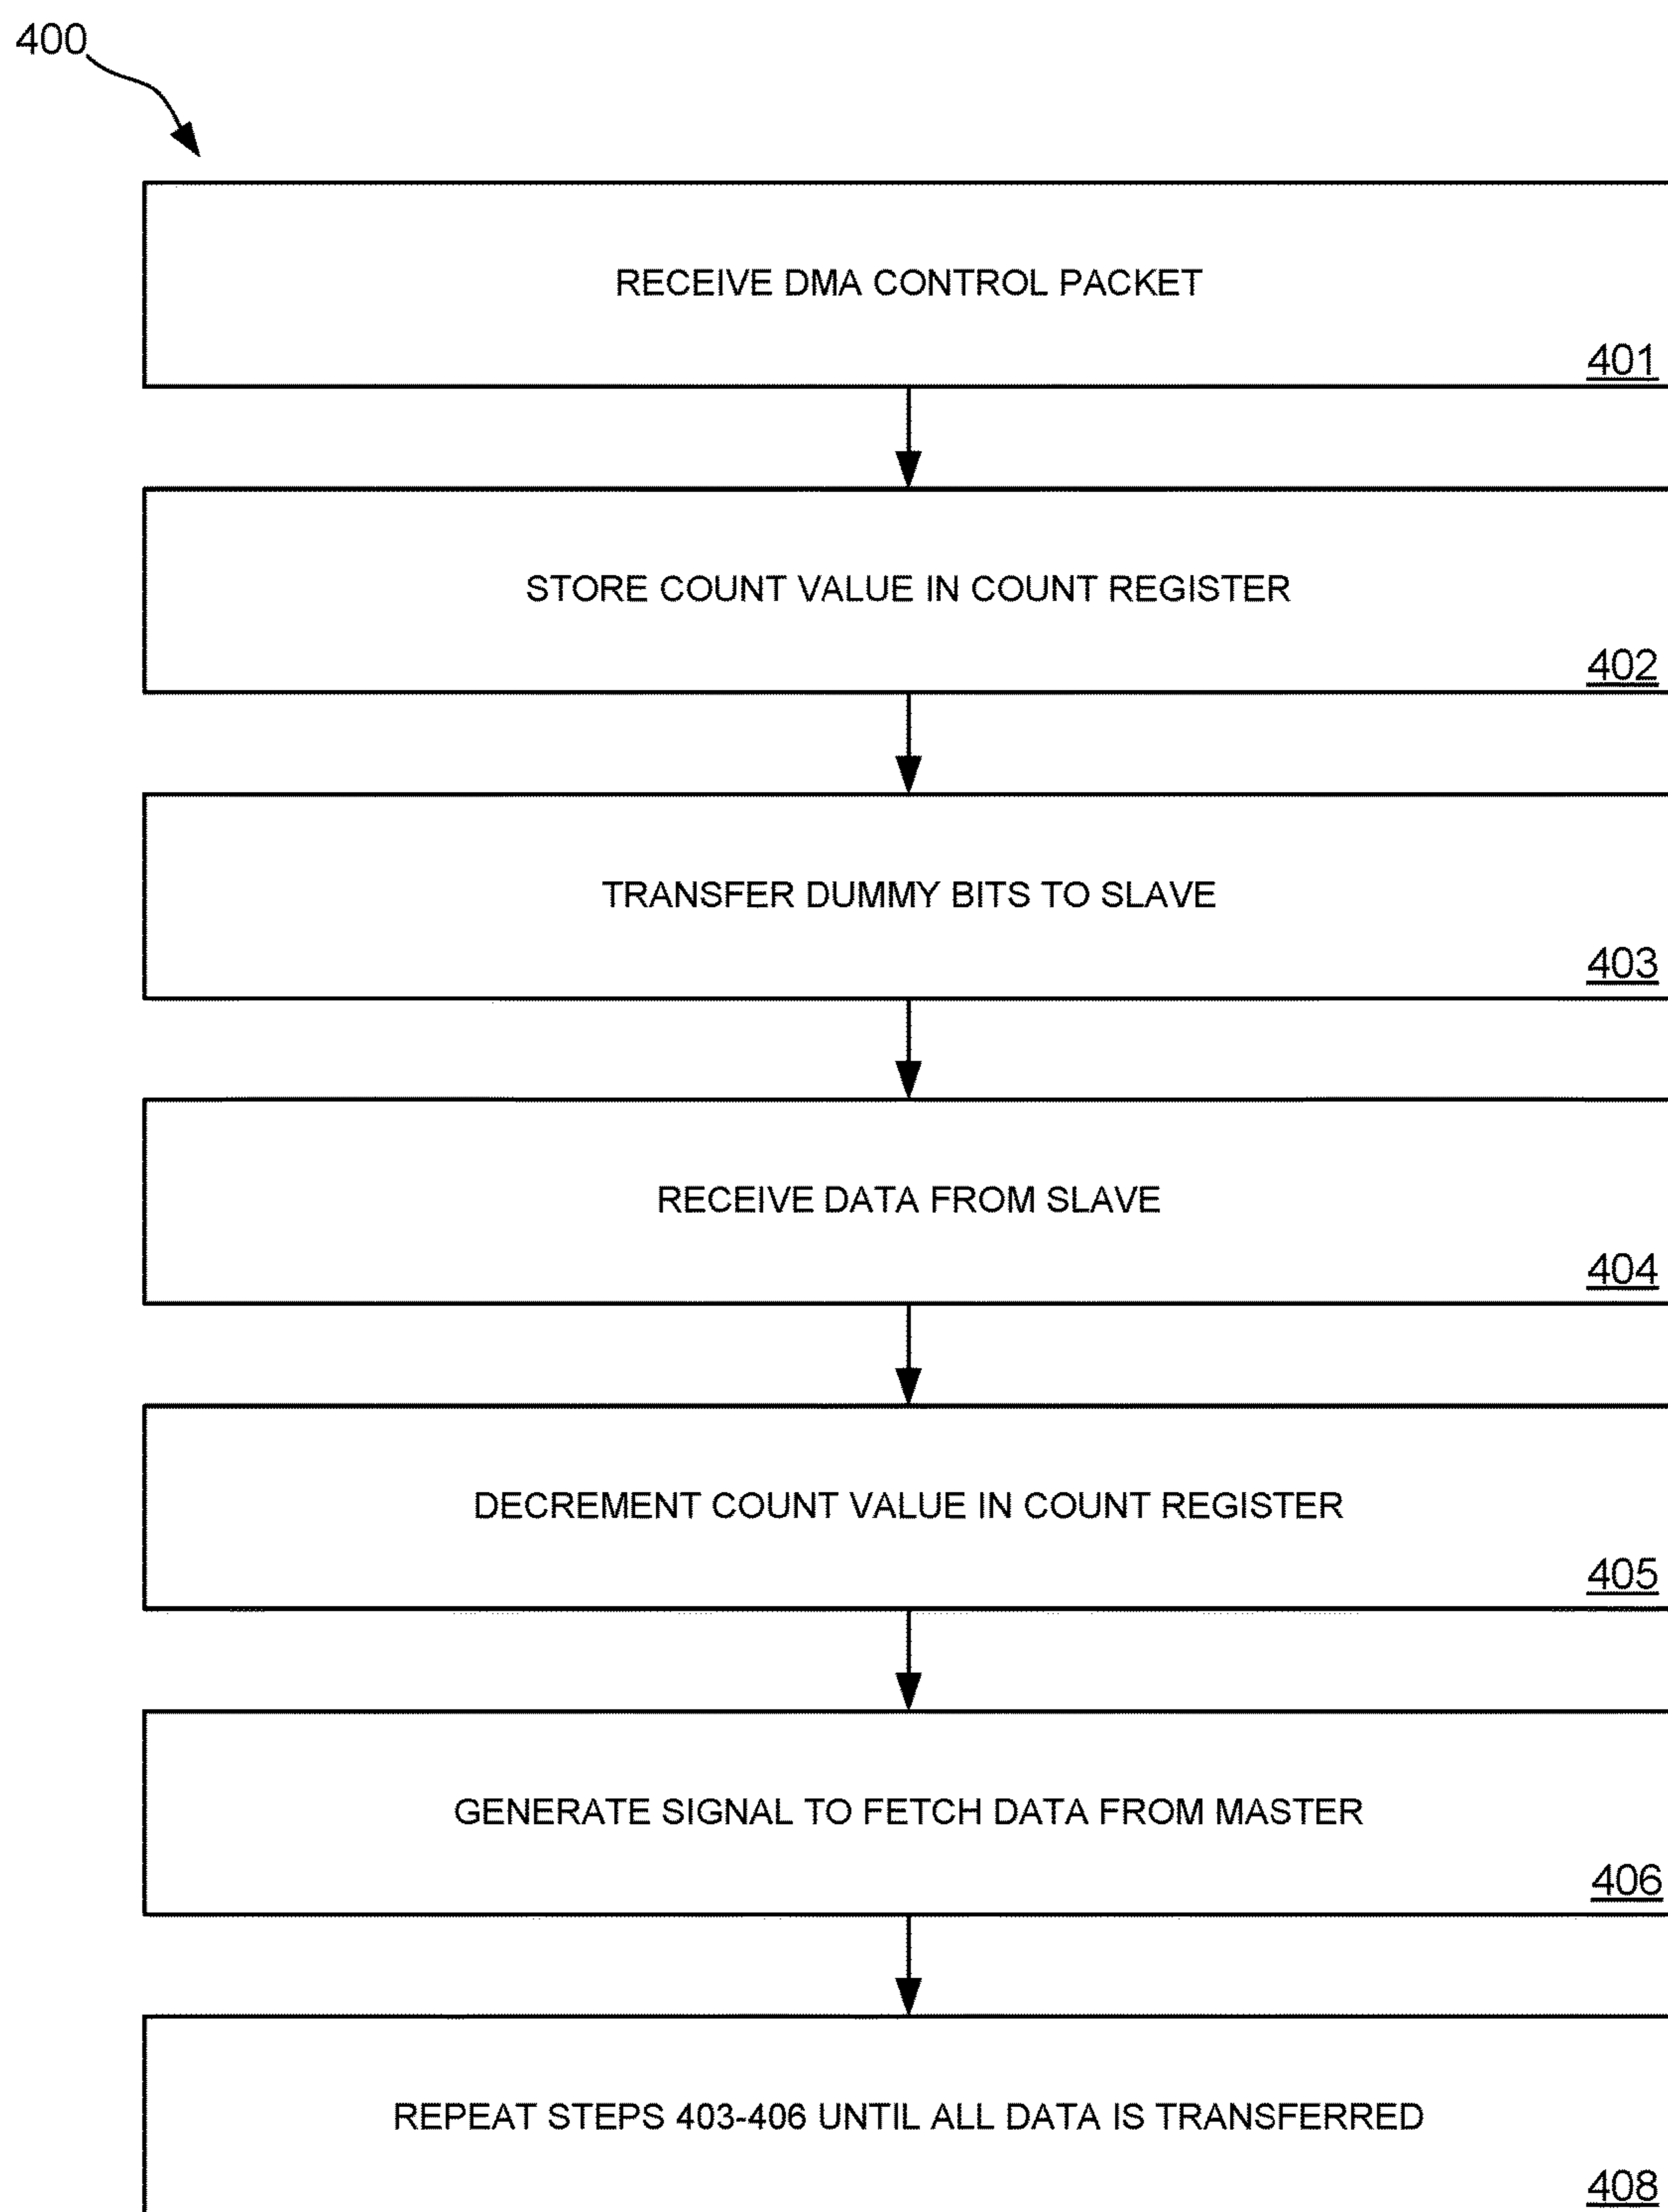 400
RECEIVE DMA CONTROL PACKET
401
STORE COUNT VALUE IN COUNT REGISTER
402
TRANSFER DUMMY BITS TO SLAVE
403
RECEIVE DATA FROM SLAVE
404
DECREMENT COUNT VALUE IN COUNT REGISTER
405
GENERATE SIGNAL TO FETCH DATA FROM MASTER
406
REPEAT STEPS 403-406 UNTIL ALL DATA IS TRANSFERRED
408